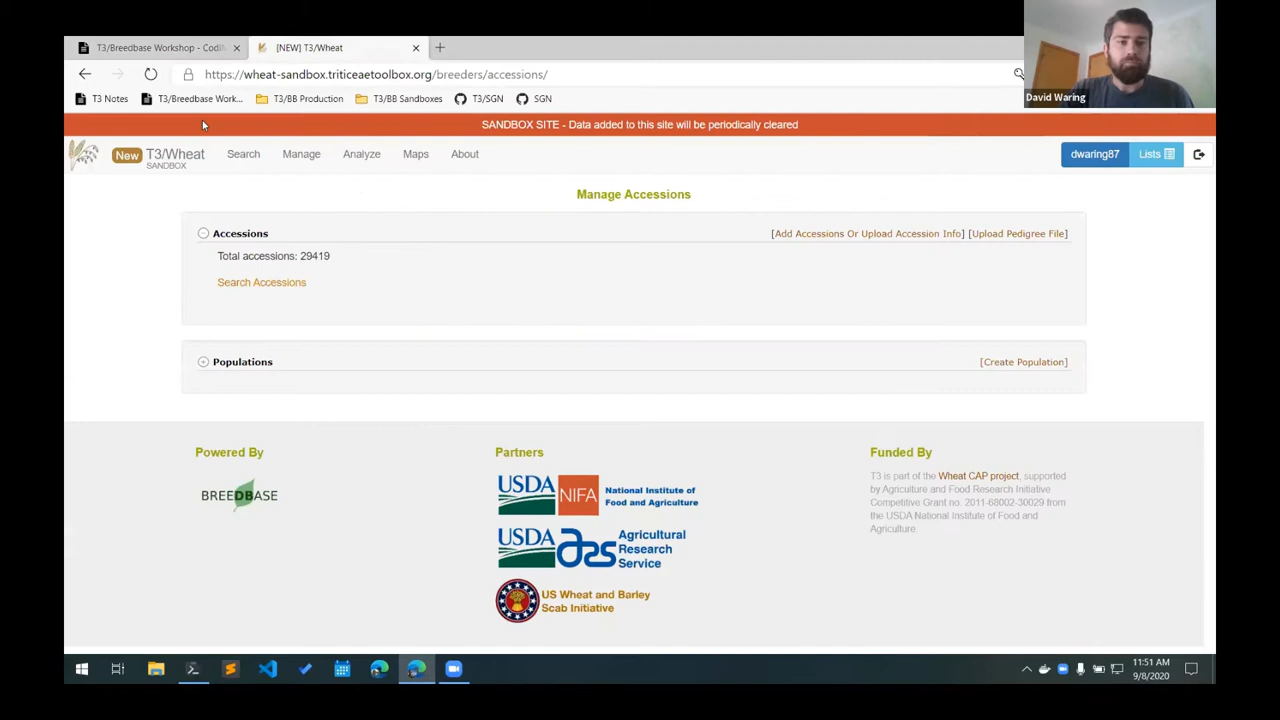 T3/Breedbase Workshop - CodiM
[NEW] T3/Wheat
https://wheat-sandbox.triticeaetoolbox.org/breeders/accessions/
T3 Notes
T3/Breedbase Work...
T3/BB Production
T3/BB Sandboxes
T3/SGN
SGN
David Waring
SANDBOX SITE - Data added to this site will be periodically cleared
New T3/Wheat
SANDBOX
Search
Manage
Analyze
Maps
About
dwaring87
Lists
Manage Accessions
Accessions
[Add Accessions Or Upload Accession Info] [Upload Pedigree File]
Total accessions: 29419
Search Accessions
Populations
[Create Population]
Powered By
BREEDBASE
Partners
USDA NIFA National Institute of
Food and Agriculture
USDA ars Agricultural
Research
Service
US Wheat and Barley
Scab Initiative
Funded By
T3 is part of the Wheat CAP project, supported
by Agriculture and Food Research Initiative
Competitive Grant no. 2011-68002-30029 from
the USDA National Institute of Food and
Agriculture.
11:51 AM
9/8/2020